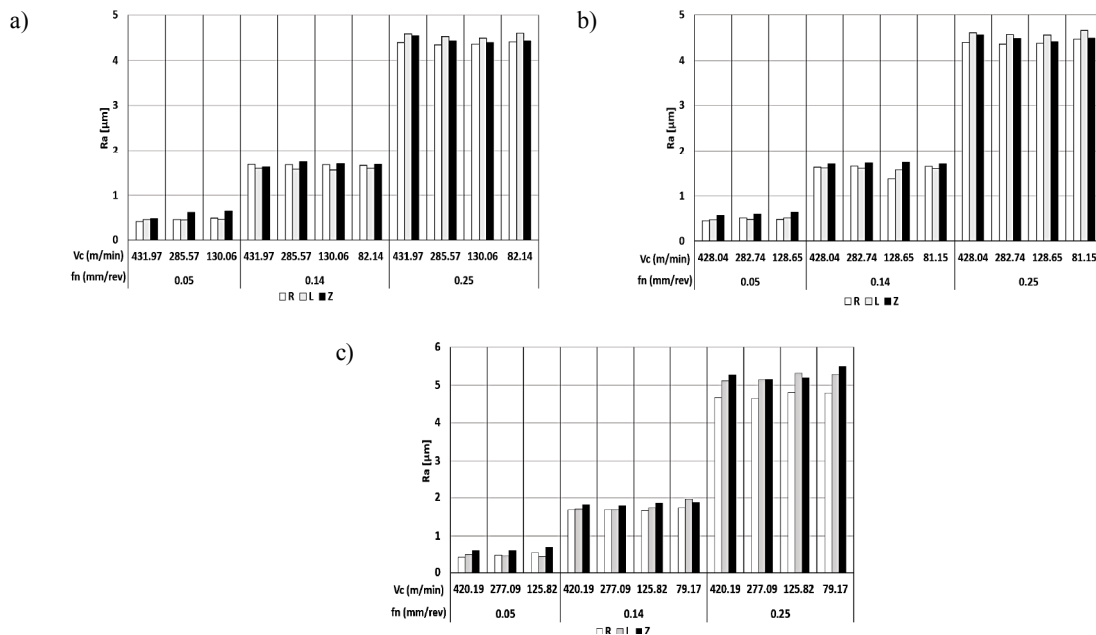 a)
5
4
3
2
1
0
Ra [µm]
Vc (m/min) 431.97 285.57 130.06 431.97 285.57 130.06 82.14 431.97 285.57 130.06 82.14
fn (mm/rev) 0.05 0.14 0.25
R L Z
b)
5
4
3
2
1
0
Ra [µm]
Vc (m/min) 428.04 282.74 128.65 428.04 282.74 128.65 81.15 428.04 282.74 128.65 81.15
fn (mm/rev) 0.05 0.14 0.25
R L Z
c)
6
5
4
3
2
1
0
Ra [µm]
Vc (m/min) 420.19 277.09 125.82 420.19 277.09 125.82 79.17 420.19 277.09 125.82 79.17
fn (mm/rev) 0.05 0.14 0.25
R L Z